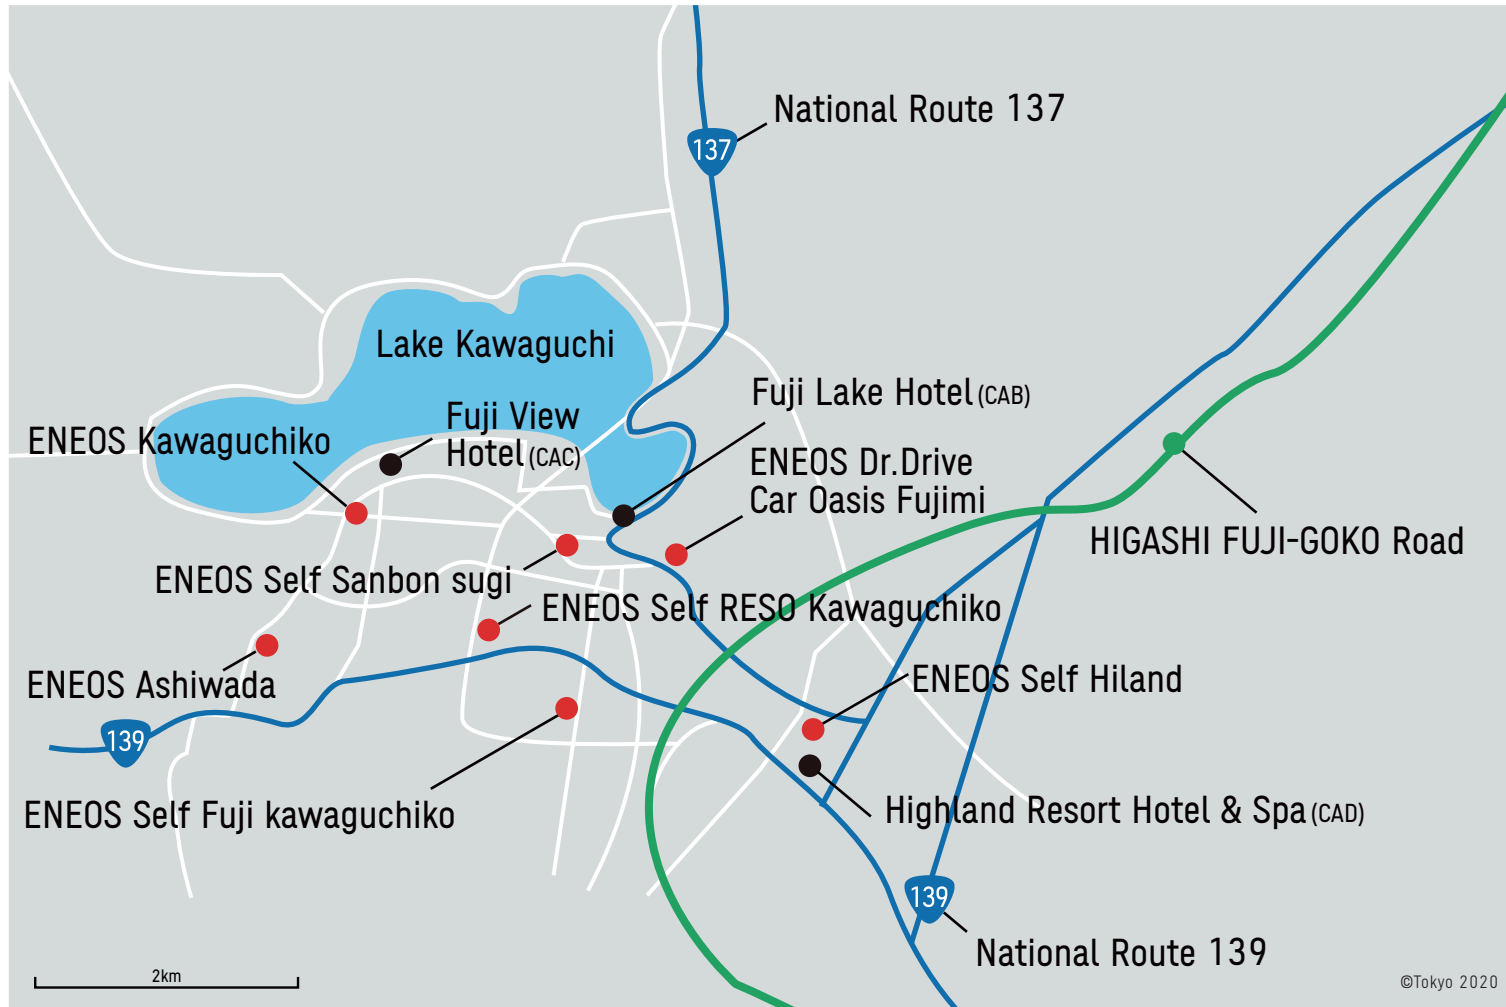 National Route 137
137
Lake Kawaguchi
Fuji Lake Hotel (CAB)
Fuji View
Hotel (CAC)
ENEOS Kawaguchiko
ENEOS Dr.Drive
Car Oasis Fujimi
HIGASHI FUJI-GOKO Road
ENEOS Self Sanbon sugi
ENEOS Self RESO Kawaguchiko
ENEOS Ashiwada
ENEOS Self Hiland
139
ENEOS Self Fuji kawaguchiko
Highland Resort Hotel & Spa (CAD)
139
National Route 139
2km
©Tokyo 2020